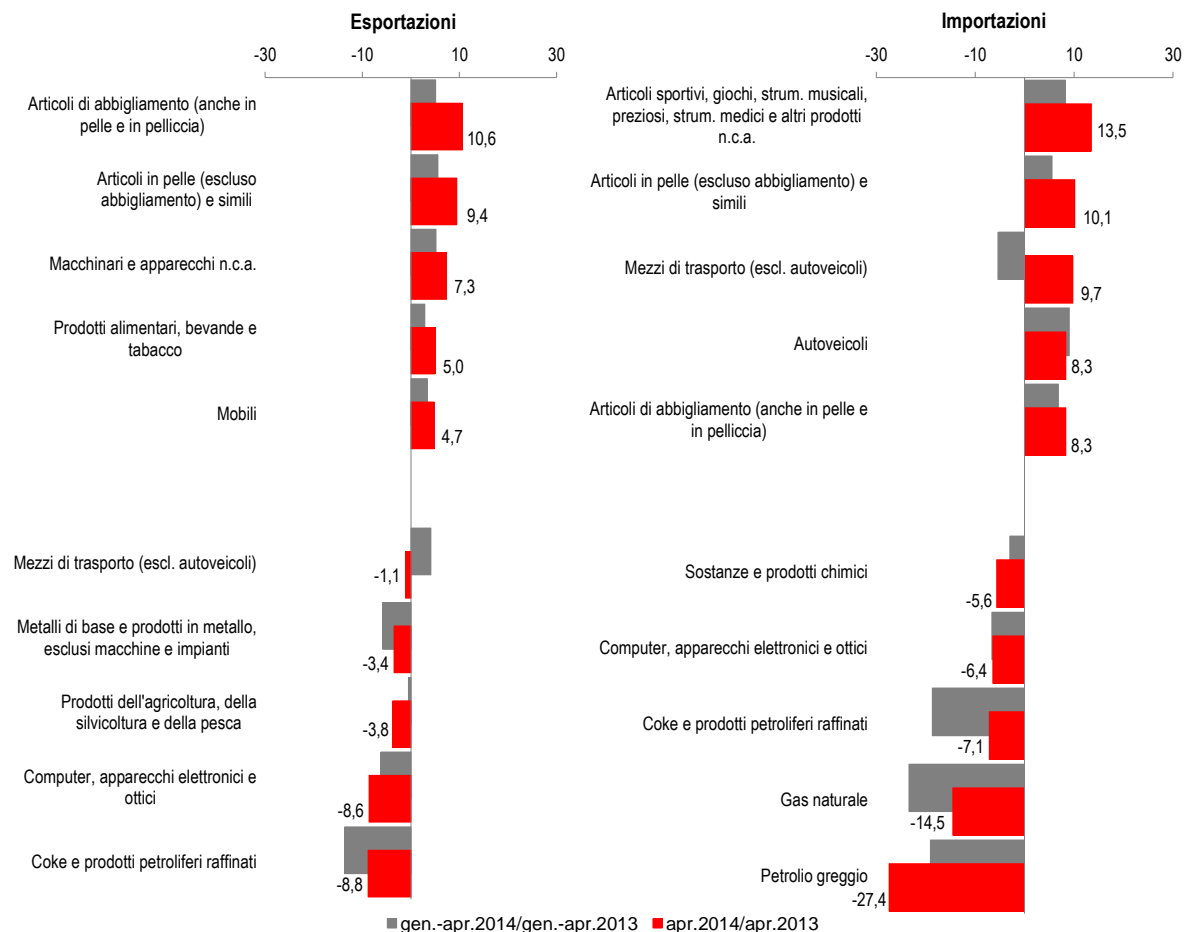 Esportazioni
-30
-10
10
30
Articoli di abbigliamento (anche in
pelle e in pelliccia)
10,6
Articoli in pelle (escluso
abbigliamento) e simili
9,4
Macchinari e apparecchi n.c.a.
7,3
Prodotti alimentari, bevande e
tabacco
5,0
Mobili
4,7
Mezzi di trasporto (escl. autoveicoli)
-1,1
Metalli di base e prodotti in metallo,
esclusi macchine e impianti
-3,4
Prodotti dell'agricoltura, della
silvicoltura e della pesca
-3,8
Computer, apparecchi elettronici e
ottici
-8,6
Coke e prodotti petroliferi raffinati
-8,8
Importazioni
-30
-10
10
30
Articoli sportivi, giochi, strum. musicali,
preziosi, strum. medici e altri prodotti
n.c.a.
13,5
Articoli in pelle (escluso abbigliamento) e
simili
10,1
Mezzi di trasporto (escl. autoveicoli)
9,7
Autoveicoli
8,3
Articoli di abbigliamento (anche in pelle e
in pelliccia)
8,3
Sostanze e prodotti chimici
-5,6
Computer, apparecchi elettronici e ottici
-6,4
Coke e prodotti petroliferi raffinati
-7,1
Gas naturale
-14,5
Petrolio greggio
-27,4
gen.-apr.2014/gen.-apr.2013
apr.2014/apr.2013